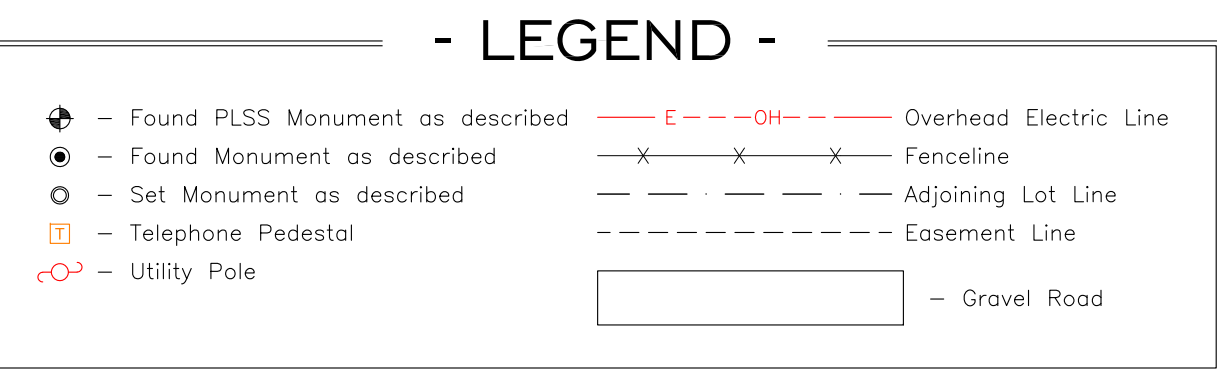 - LEGEND -
– Found PLSS Monument as described
– Found Monument as described
– Set Monument as described
T – Telephone Pedestal
– Utility Pole
E OH Overhead Electric Line
X X X Fenceline
Adjoining Lot Line
Easement Line
– Gravel Road